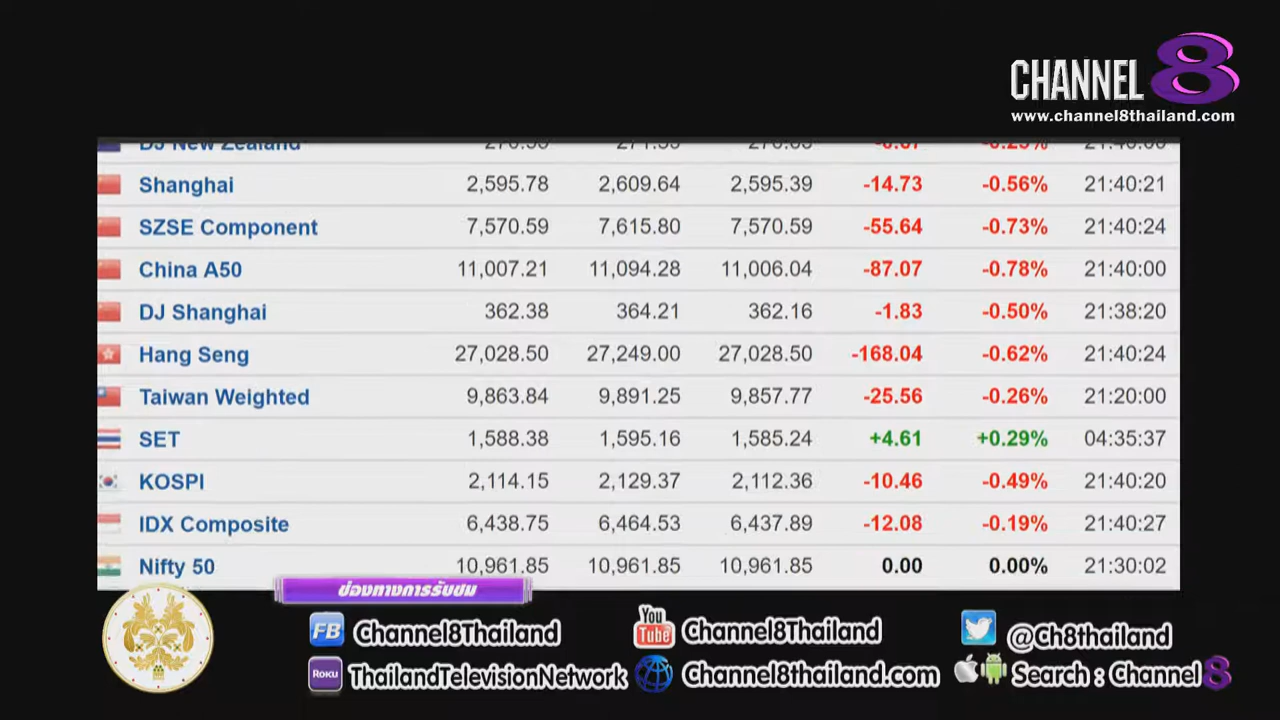 CHANNEL 8
www.channel8thailand.com
DJ New Zealand
Shanghai 2,595.78 2,609.64 2,595.39 -14.73 -0.56% 21:40:21
SZSE Component 7,570.59 7,615.80 7,570.59 -55.64 -0.73% 21:40:24
China A50 11,007.21 11,094.28 11,006.04 -87.07 -0.78% 21:40:00
DJ Shanghai 362.38 364.21 362.16 -1.83 -0.50% 21:38:20
Hang Seng 27,028.50 27,249.00 27,028.50 -168.04 -0.62% 21:40:24
Taiwan Weighted 9,863.84 9,891.25 9,857.77 -25.56 -0.26% 21:20:00
SET 1,588.38 1,595.16 1,585.24 +4.61 +0.29% 04:35:37
KOSPI 2,114.15 2,129.37 2,112.36 -10.46 -0.49% 21:40:20
IDX Composite 6,438.75 6,464.53 6,437.89 -12.08 -0.19% 21:40:27
Nifty 50 10,961.85 10,961.85 10,961.85 0.00 0.00% 21:30:02
ช่องทางการรับชม
FB Channel8Thailand You Tube Channel8Thailand @Ch8thailand
ROKU ThailandTelevisionNetwork Channel8thailand.com Search : Channel 8